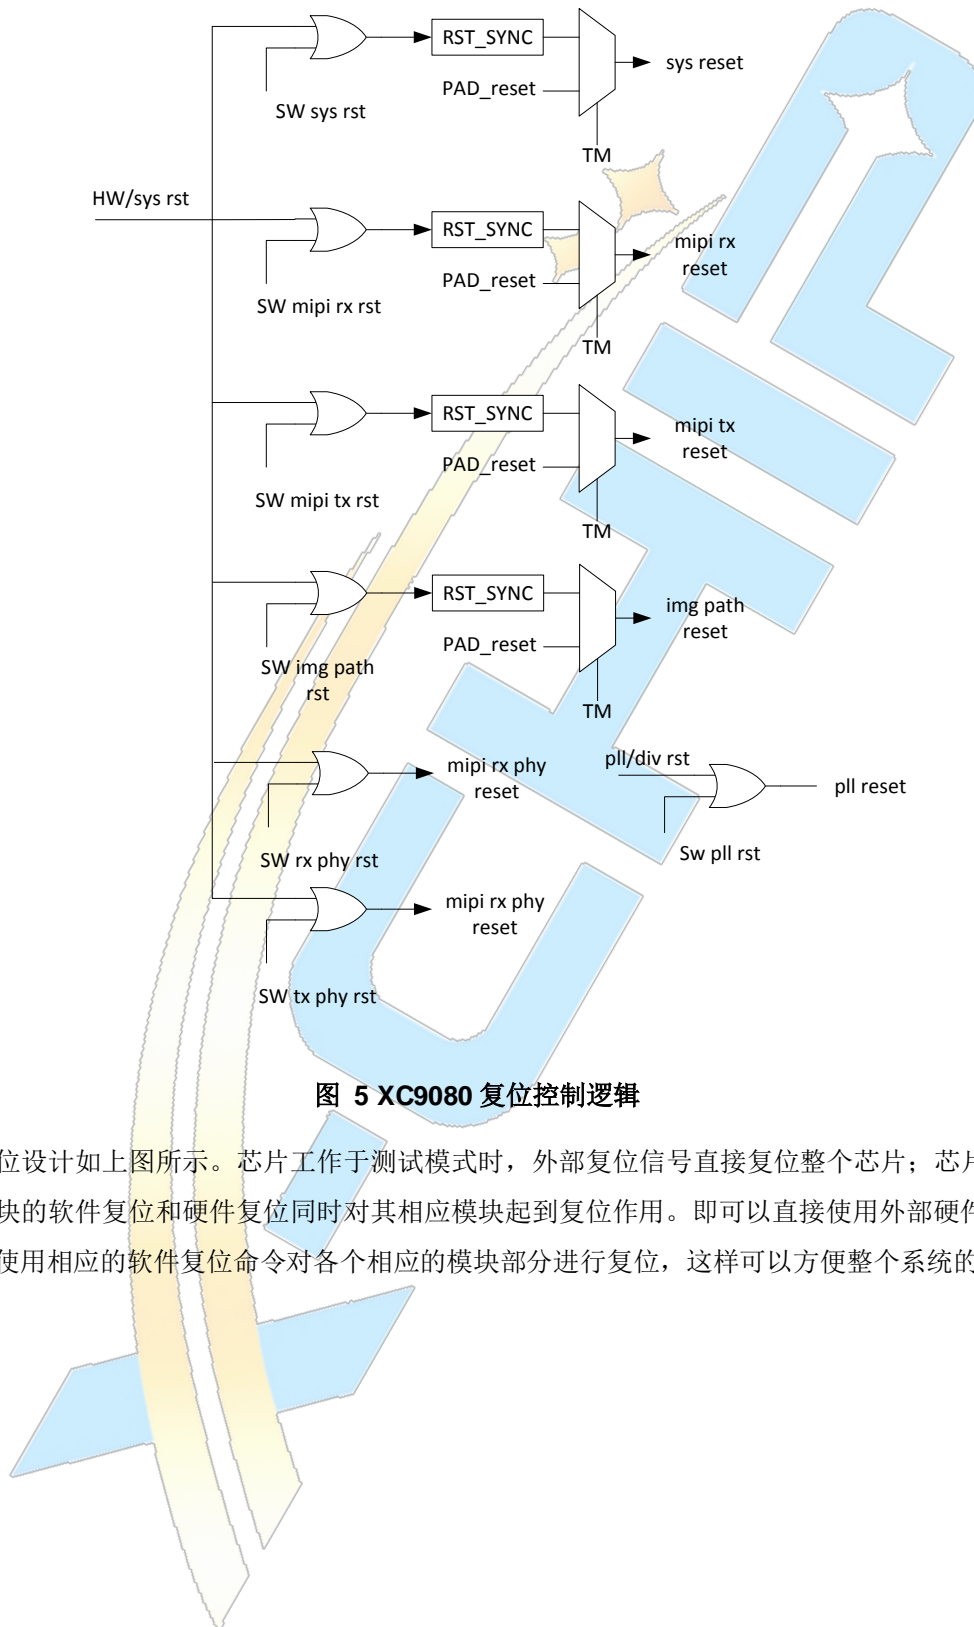 RST_SYNC
sys reset
PAD_reset
SW sys rst
TM
HW/sys rst
RST_SYNC
mipi rx
reset
PAD_reset
SW mipi rx rst
TM
RST_SYNC
mipi tx
reset
PAD_reset
SW mipi tx rst
TM
RST_SYNC
img path
reset
PAD_reset
SW img path
rst
TM
mipi rx phy
reset
pll/div rst
pll reset
SW rx phy rst
Sw pll rst
mipi rx phy
reset
SW tx phy rst
图 5 XC9080 复位控制逻辑
位设计如上图所示。芯片工作于测试模式时，外部复位信号直接复位整个芯片；芯片
块的软件复位和硬件复位同时对其相应模块起到复位作用。即可以直接使用外部硬件
使用相应的软件复位命令对各个相应的模块部分进行复位，这样可以方便整个系统的